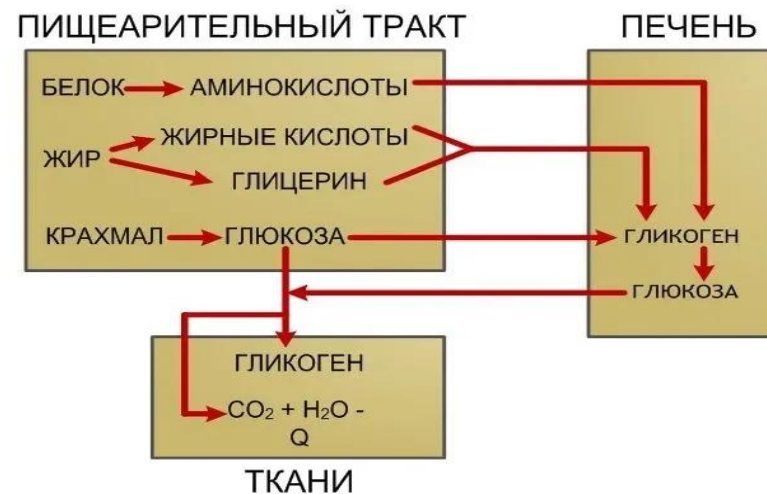 ПИЩЕАРИТЕЛЬНЫЙ ТРАКТ
ПЕЧЕНЬ
БЕЛОК
АМИНОКИСЛОТЫ
ЖИРНЫЕ КИСЛОТЫ
ЖИР
ГЛИЦЕРИН
КРАХМАЛ
ГЛЮКОЗА
ГЛИКОГЕН
ГЛЮКОЗА
ГЛИКОГЕН
CO₂ + H₂O -
Q
ТКАНИ